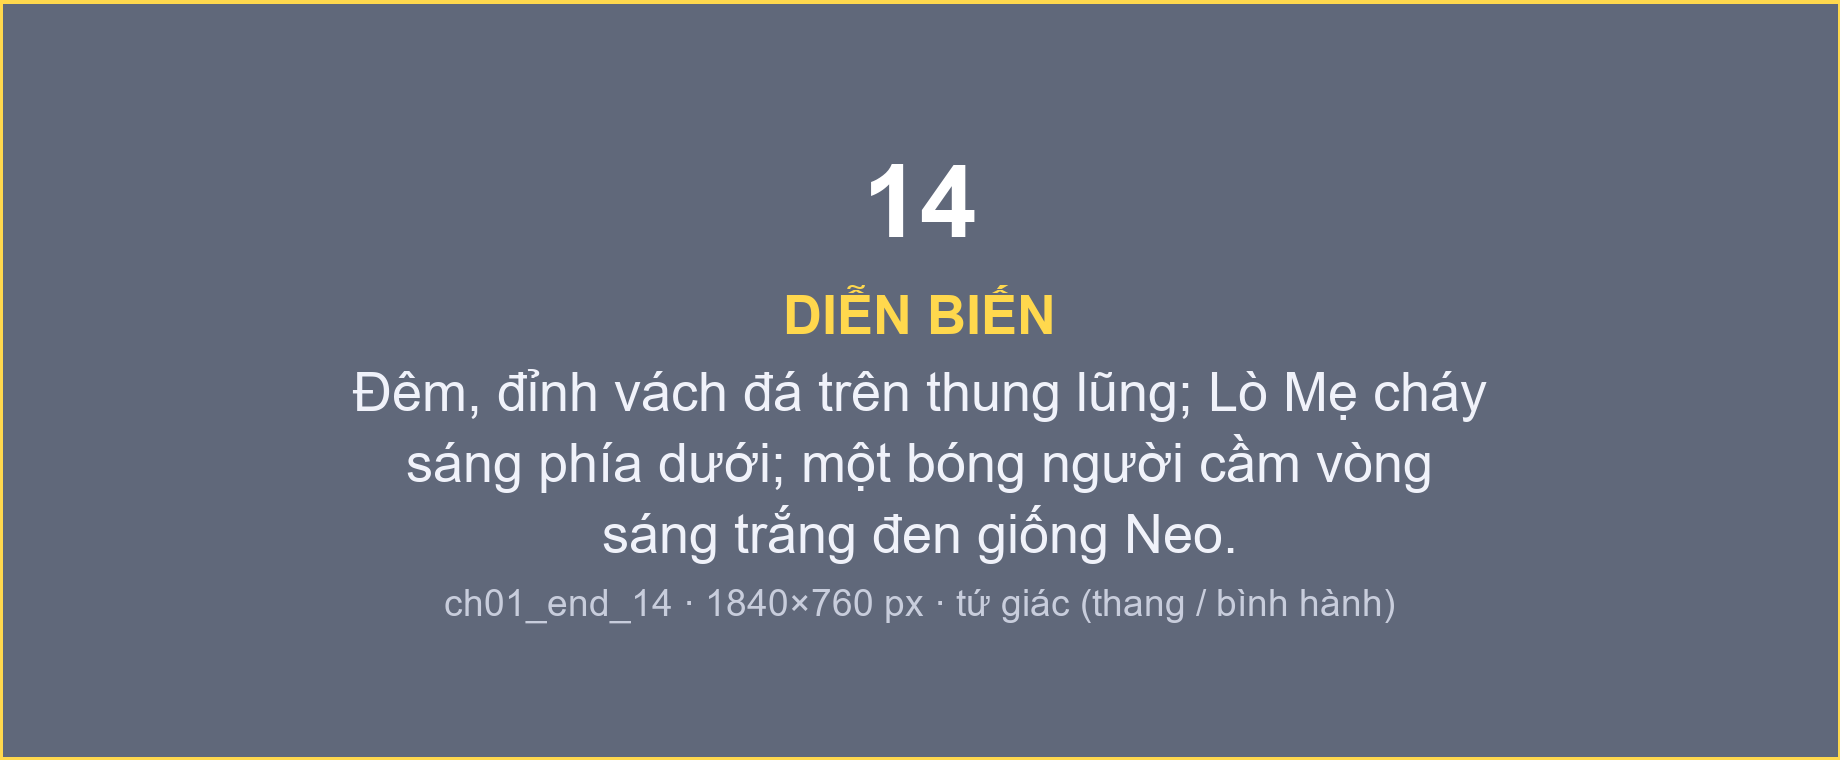 14
DIỄN BIẾN
Đêm, đỉnh vách đá trên thung lũng; Lò Mẹ cháy
sáng phía dưới; một bóng người cầm vòng
sáng trắng đen giống Neo.
ch01_end_14 · 1840×760 px · tứ giác (thang / bình hành)